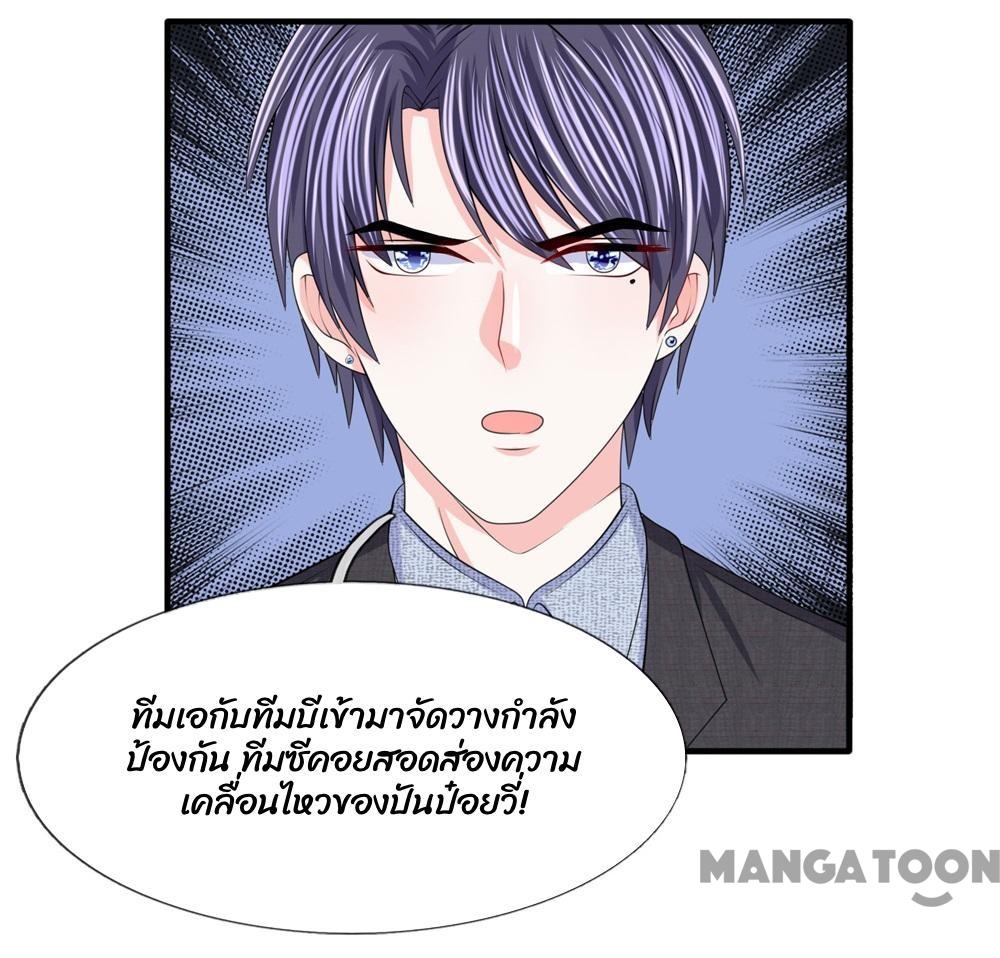 ทีมเอกับทีมบีเข้ามาจัดวางกำลัง
ป้องกัน ทีมซีคอยสอดส่องความ
เคลื่อนไหวของปันป๋อยวี่!
MANGATOON